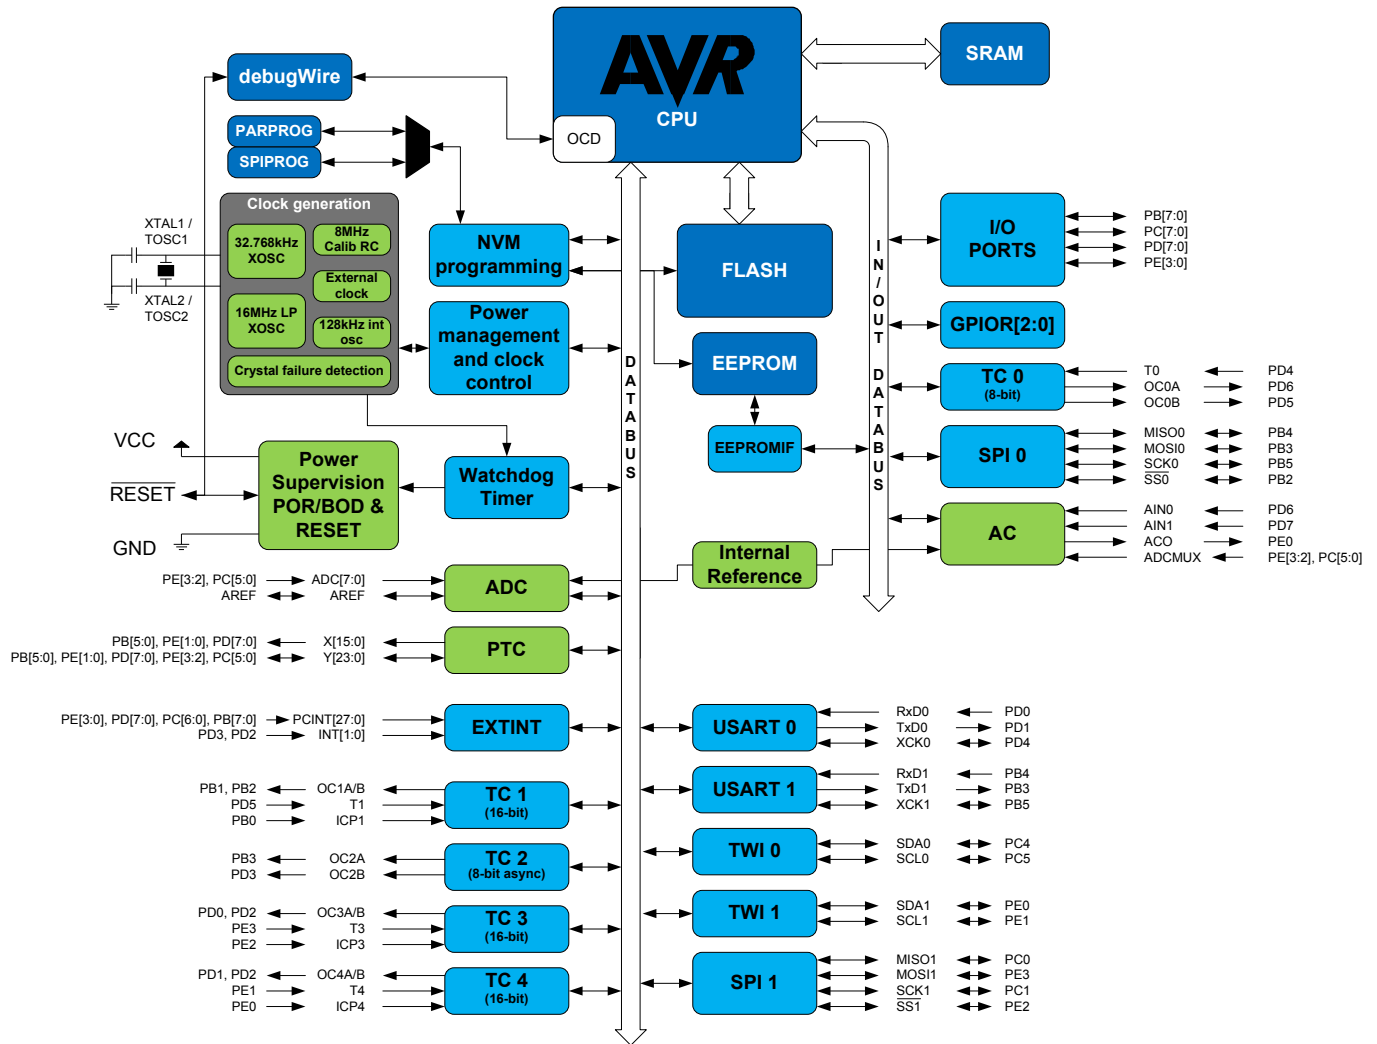 AVR
CPU
OCD
SRAM
debugWire
PARPROG
SPIPROG
Clock generation
XTAL1 /
TOSC1
32.768kHz
XOSC
8MHz
Calib RC
External
clock
XTAL2 /
TOSC2
16MHz LP
XOSC
128kHz int
osc
Crystal failure detection
NVM
programming
Power
management
and clock
control
FLASH
EEPROM
EEPROMIF
DATABUS
IN/OUT DATABUS
I/O
PORTS
PB[7:0]
PC[7:0]
PD[7:0]
PE[3:0]
GPIOR[2:0]
TC 0
(8-bit)
T0 PD4
OC0A PD6
OC0B PD5
SPI 0
MISO0 PB4
MOSI0 PB3
SCK0 PB5
SS0 PB2
AC
AIN0 PD6
AIN1 PD7
ACO PE0
ADCMUX PE[3:2], PC[5:0]
VCC
RESET
GND
Power
Supervision
POR/BOD &
RESET
Watchdog
Timer
Internal
Reference
PE[3:2], PC[5:0] ADC[7:0]
AREF AREF
ADC
PB[5:0], PE[1:0], PD[7:0] X[15:0]
PB[5:0], PE[1:0], PD[7:0], PE[3:2], PC[5:0] Y[23:0]
PTC
PE[3:0], PD[7:0], PC[6:0], PB[7:0] PCINT[27:0]
PD3, PD2 INT[1:0]
EXTINT
PB1, PB2 OC1A/B
PD5 T1
PB0 ICP1
TC 1
(16-bit)
PB3 OC2A
PD3 OC2B
TC 2
(8-bit async)
PD0, PD2 OC3A/B
PE3 T3
PE2 ICP3
TC 3
(16-bit)
PD1, PD2 OC4A/B
PE1 T4
PE0 ICP4
TC 4
(16-bit)
USART 0
RxD0 PD0
TxD0 PD1
XCK0 PD4
USART 1
RxD1 PB4
TxD1 PB3
XCK1 PB5
TWI 0
SDA0 PC4
SCL0 PC5
TWI 1
SDA1 PE0
SCL1 PE1
SPI 1
MISO1 PC0
MOSI1 PE3
SCK1 PC1
SS1 PE2